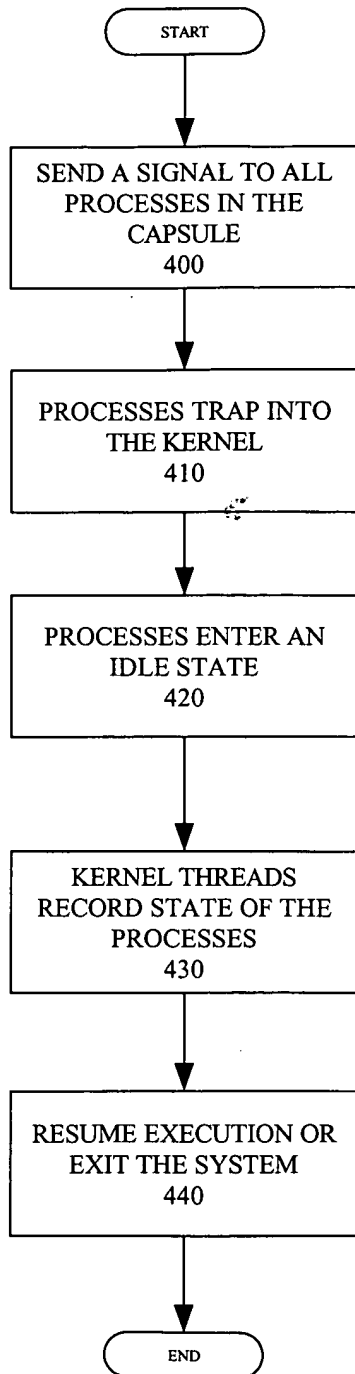 START
SEND A SIGNAL TO ALL
PROCESSES IN THE
CAPSULE
400
PROCESSES TRAP INTO
THE KERNEL
410
PROCESSES ENTER AN
IDLE STATE
420
KERNEL THREADS
RECORD STATE OF THE
PROCESSES
430
RESUME EXECUTION OR
EXIT THE SYSTEM
440
END